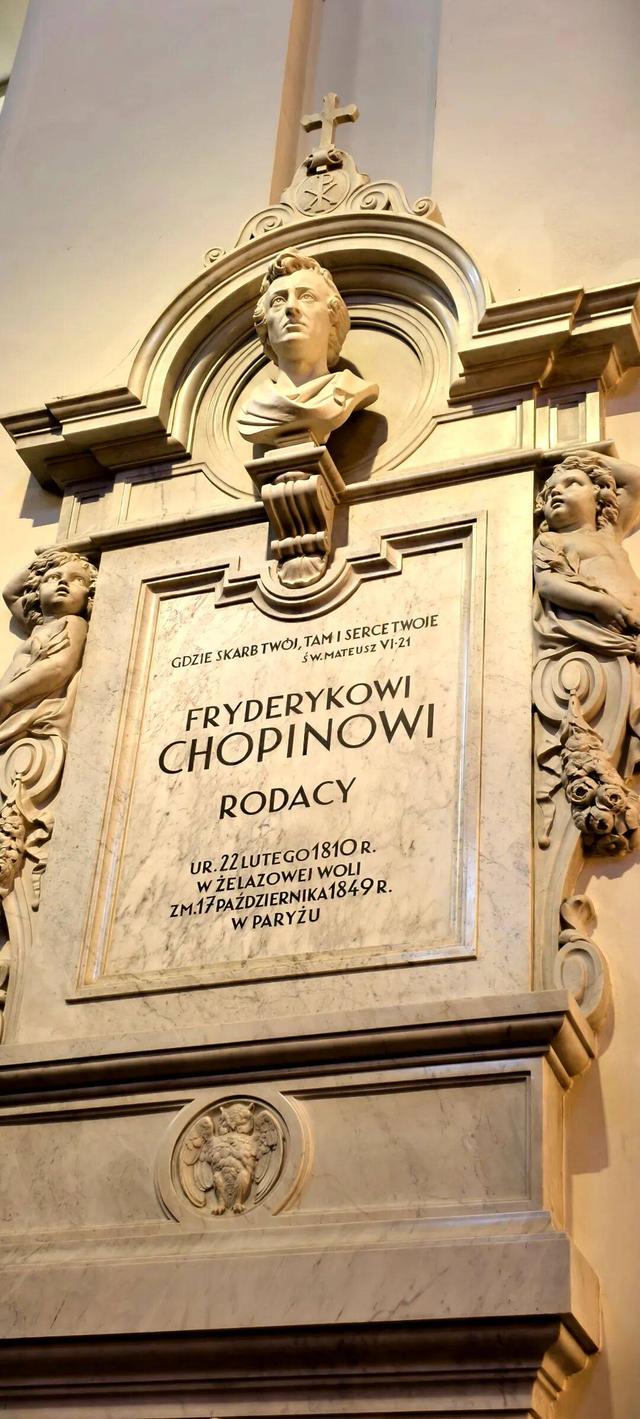 GDZIE SKARB TWÓJ, TAM I SERCE TWOIE
ŚW. MATEUSZ VI·21
FRYDERYKOWI
CHOPINOWI
RODACY
UR. 22 LUTEGO 1810 R.
W ŻELAZOWEJ WOLI
ZM. 17 PAŹDZIERNIKA 1849 R.
W PARYŻU